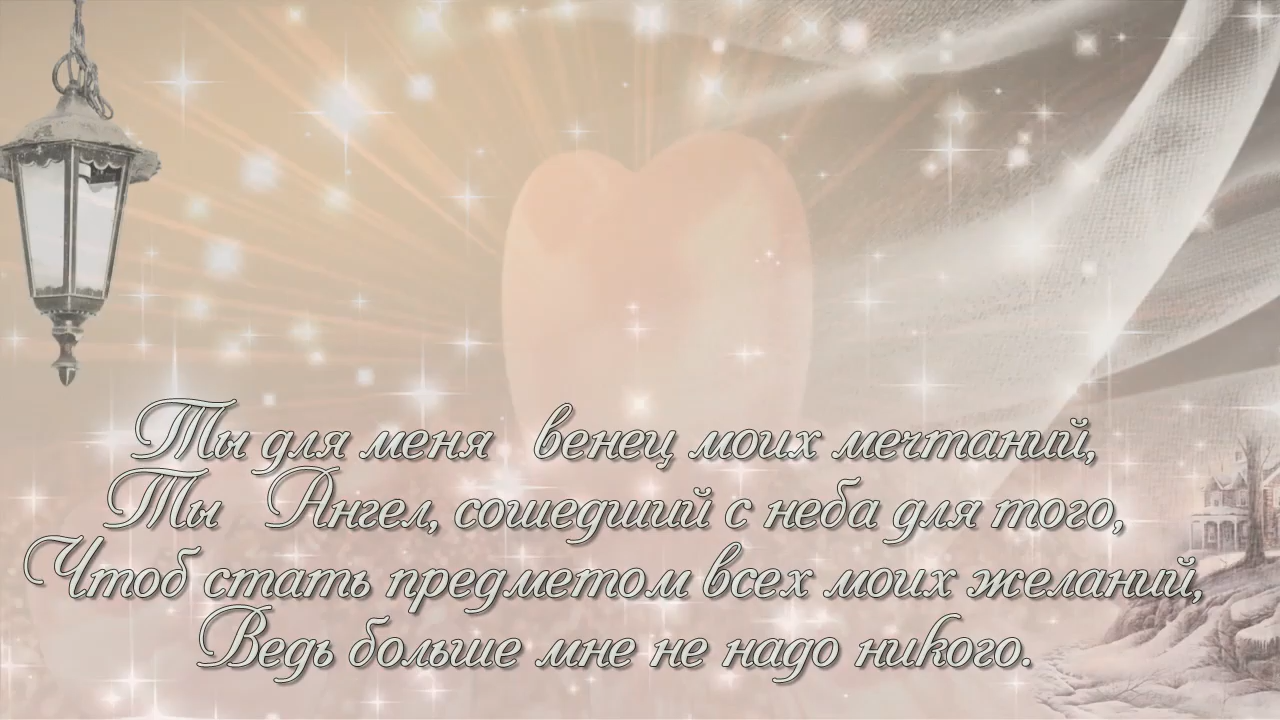 Ты для меня венец моих мечтаний,
Ты Ангел, сошедший с неба для того,
Чтоб стать предметом всех моих желаний,
Ведь больше мне не надо никого.